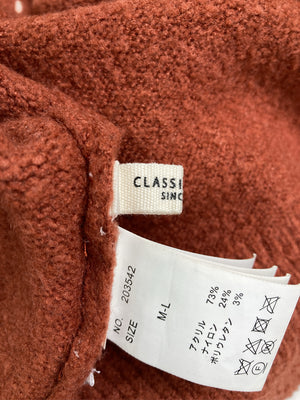 CLASSI
SINC
NO. 203542
SIZE M-L
アクリル 73%
ナイロン 24%
ポリウレタン 3%